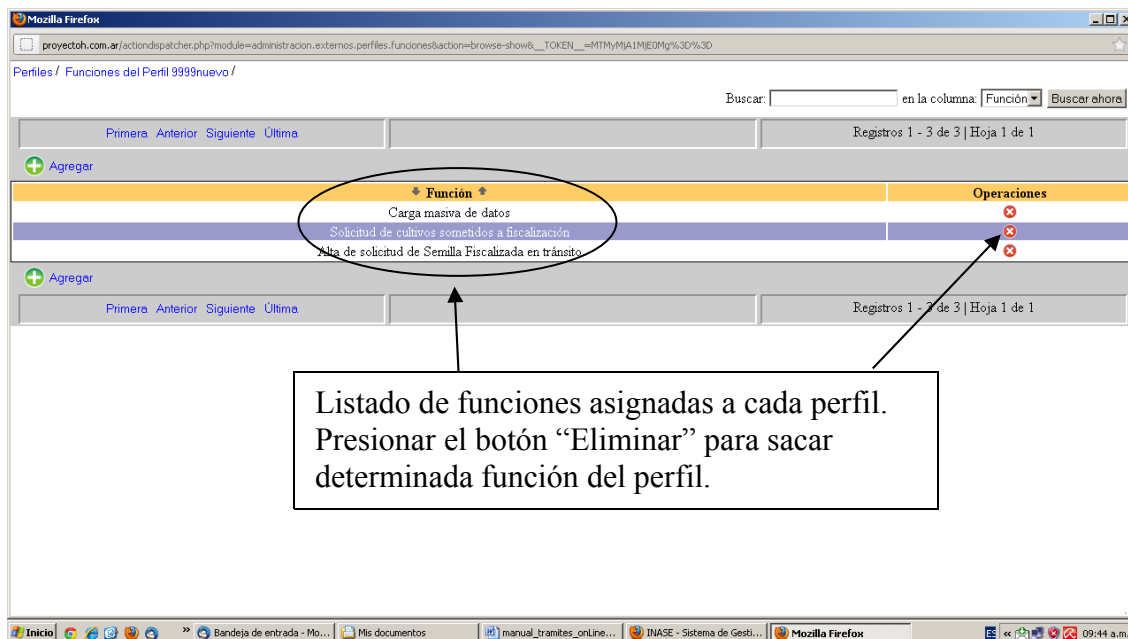 Mozilla Firefox
proyectoh.com.ar/actiondispatcher.php?module=administracion.externos.perfiles.funciones&action=browse-show&__TOKEN__=MTMyMjA1MjE0Mg%3D%3D
Perfiles / Funciones del Perfil 9999nuevo /
Buscar: en la columna: Función Buscar ahora
Primera Anterior Siguiente Última Registros 1 - 3 de 3 | Hoja 1 de 1
Agregar
Función Operaciones
Carga masiva de datos
Solicitud de cultivos sometidos a fiscalización
Alta de solicitud de Semilla Fiscalizada en tránsito
Agregar
Primera Anterior Siguiente Última Registros 1 - 3 de 3 | Hoja 1 de 1
Listado de funciones asignadas a cada perfil.
Presionar el botón “Eliminar” para sacar
determinada función del perfil.
Inicio » Bandeja de entrada - Mo... Mis documentos manual_tramites_onLine... INASE - Sistema de Gesti... Mozilla Firefox ES « 09:44 a.m.